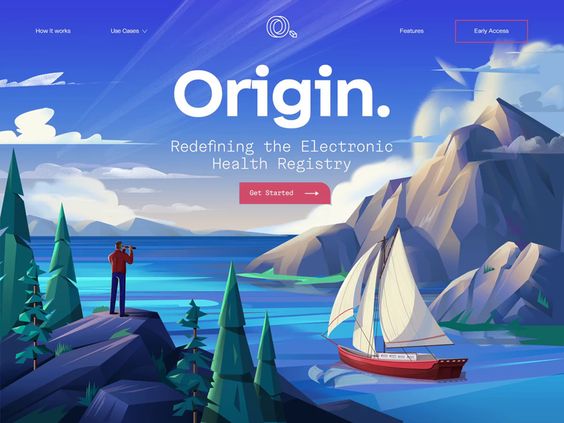 How it works
Use Cases
Features
Early Access
Origin.
Redefining the Electronic
Health Registry
Get Started